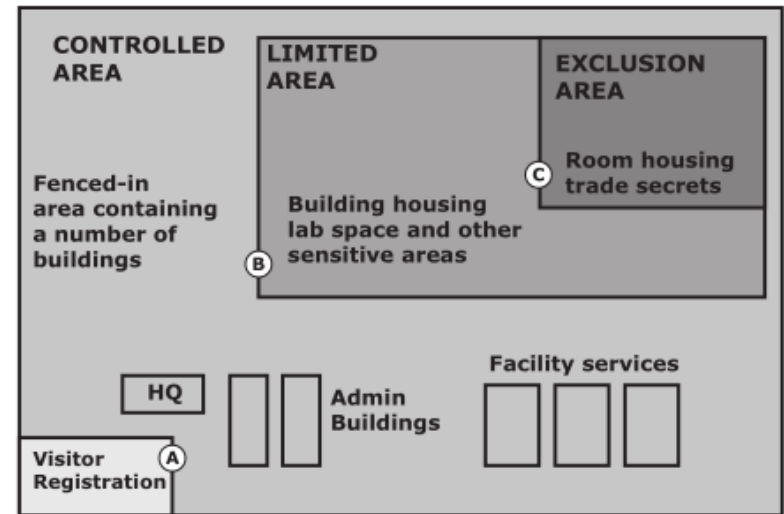 CONTROLLED
AREA
LIMITED
AREA
EXCLUSION
AREA
Fenced-in
area containing
a number of
buildings
B
Building housing
lab space and other
sensitive areas
C
Room housing
trade secrets
HQ
Admin
Buildings
Facility services
Visitor
Registration
A